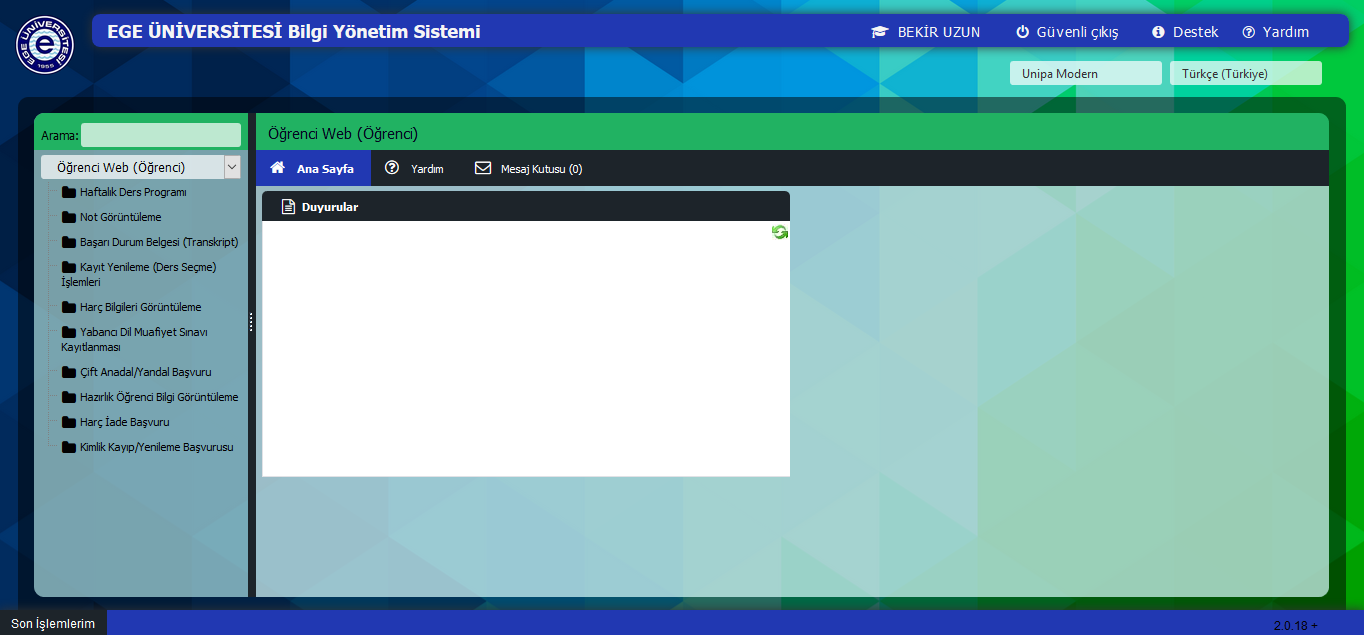 EGE ÜNİVERSİTESİ
1955
EGE ÜNİVERSİTESİ Bilgi Yönetim Sistemi
BEKİR UZUN
Güvenli çıkış
Destek
Yardım
Unipa Modern
Türkçe (Türkiye)
Arama:
Öğrenci Web (Öğrenci)
Haftalık Ders Programı
Not Görüntüleme
Başarı Durum Belgesi (Transkript)
Kayıt Yenileme (Ders Seçme)
İşlemleri
Harç Bilgileri Görüntüleme
Yabancı Dil Muafiyet Sınavı
Kayıtlanması
Çift Anadal/Yandal Başvuru
Hazırlık Öğrenci Bilgi Görüntüleme
Harç İade Başvuru
Kimlik Kayıp/Yenileme Başvurusu
Öğrenci Web (Öğrenci)
Ana Sayfa
Yardım
Mesaj Kutusu (0)
Duyurular
Son İşlemlerim
2.0.18 +